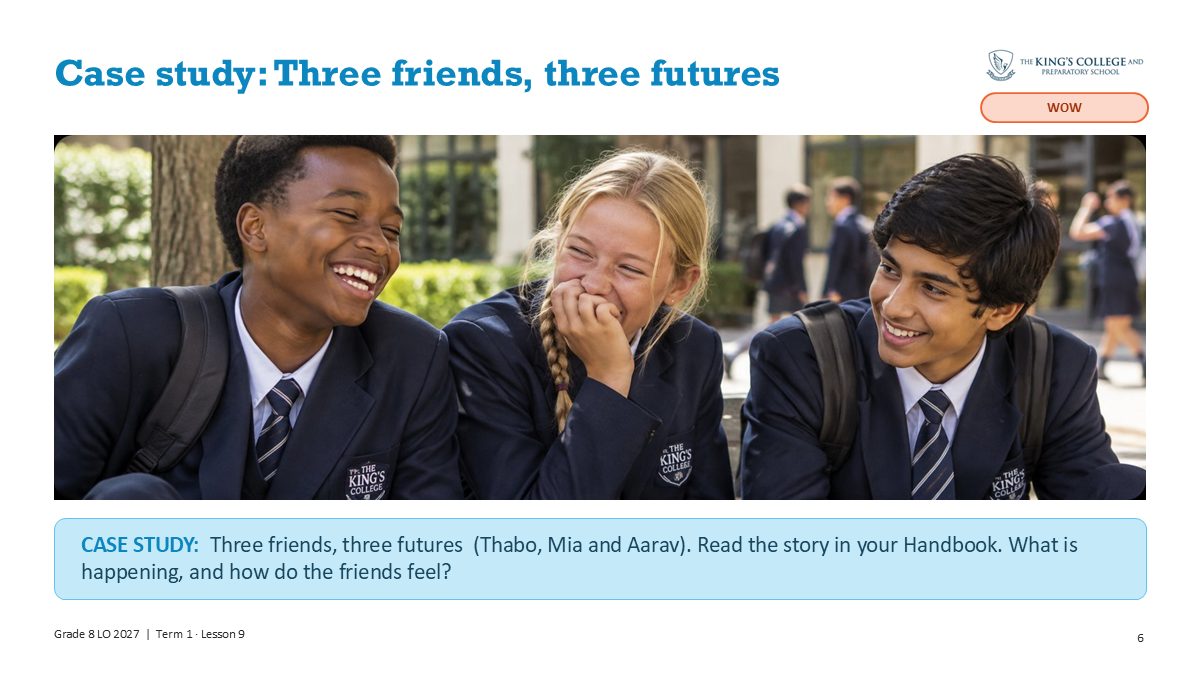 Case study: Three friends, three futures
THE KING'S COLLEGE AND
PREPARATORY SCHOOL
WOW
THE
KING'S
COLLEGE
THE
KING'S
COLLEGE
THE
KING'S
COLLEGE
CASE STUDY: Three friends, three futures (Thabo, Mia and Aarav). Read the story in your Handbook. What is
happening, and how do the friends feel?
Grade 8 LO 2027 | Term 1 · Lesson 9
6